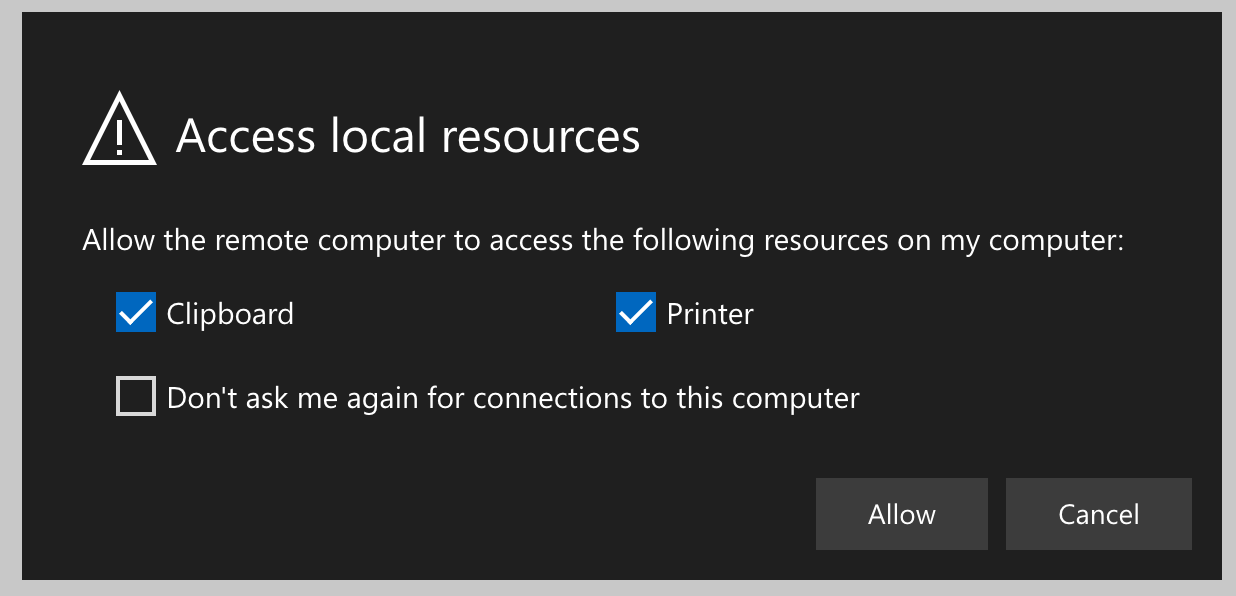 Access local resources
Allow the remote computer to access the following resources on my computer:
Clipboard
Printer
Don't ask me again for connections to this computer
Allow
Cancel